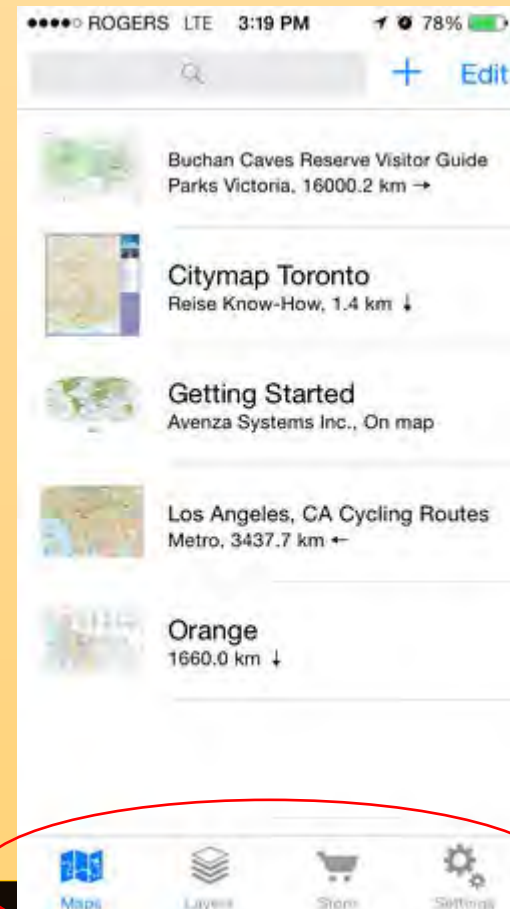 ROGERS LTE 3:19 PM 78%
+ Edit
Buchan Caves Reserve Visitor Guide
Parks Victoria, 16000.2 km →
Citymap Toronto
Reise Know-How, 1.4 km ↓
Getting Started
Avenza Systems Inc., On map
Los Angeles, CA Cycling Routes
Metro, 3437.7 km ←
Orange
1660.0 km ↓
Maps Layers Store Settings